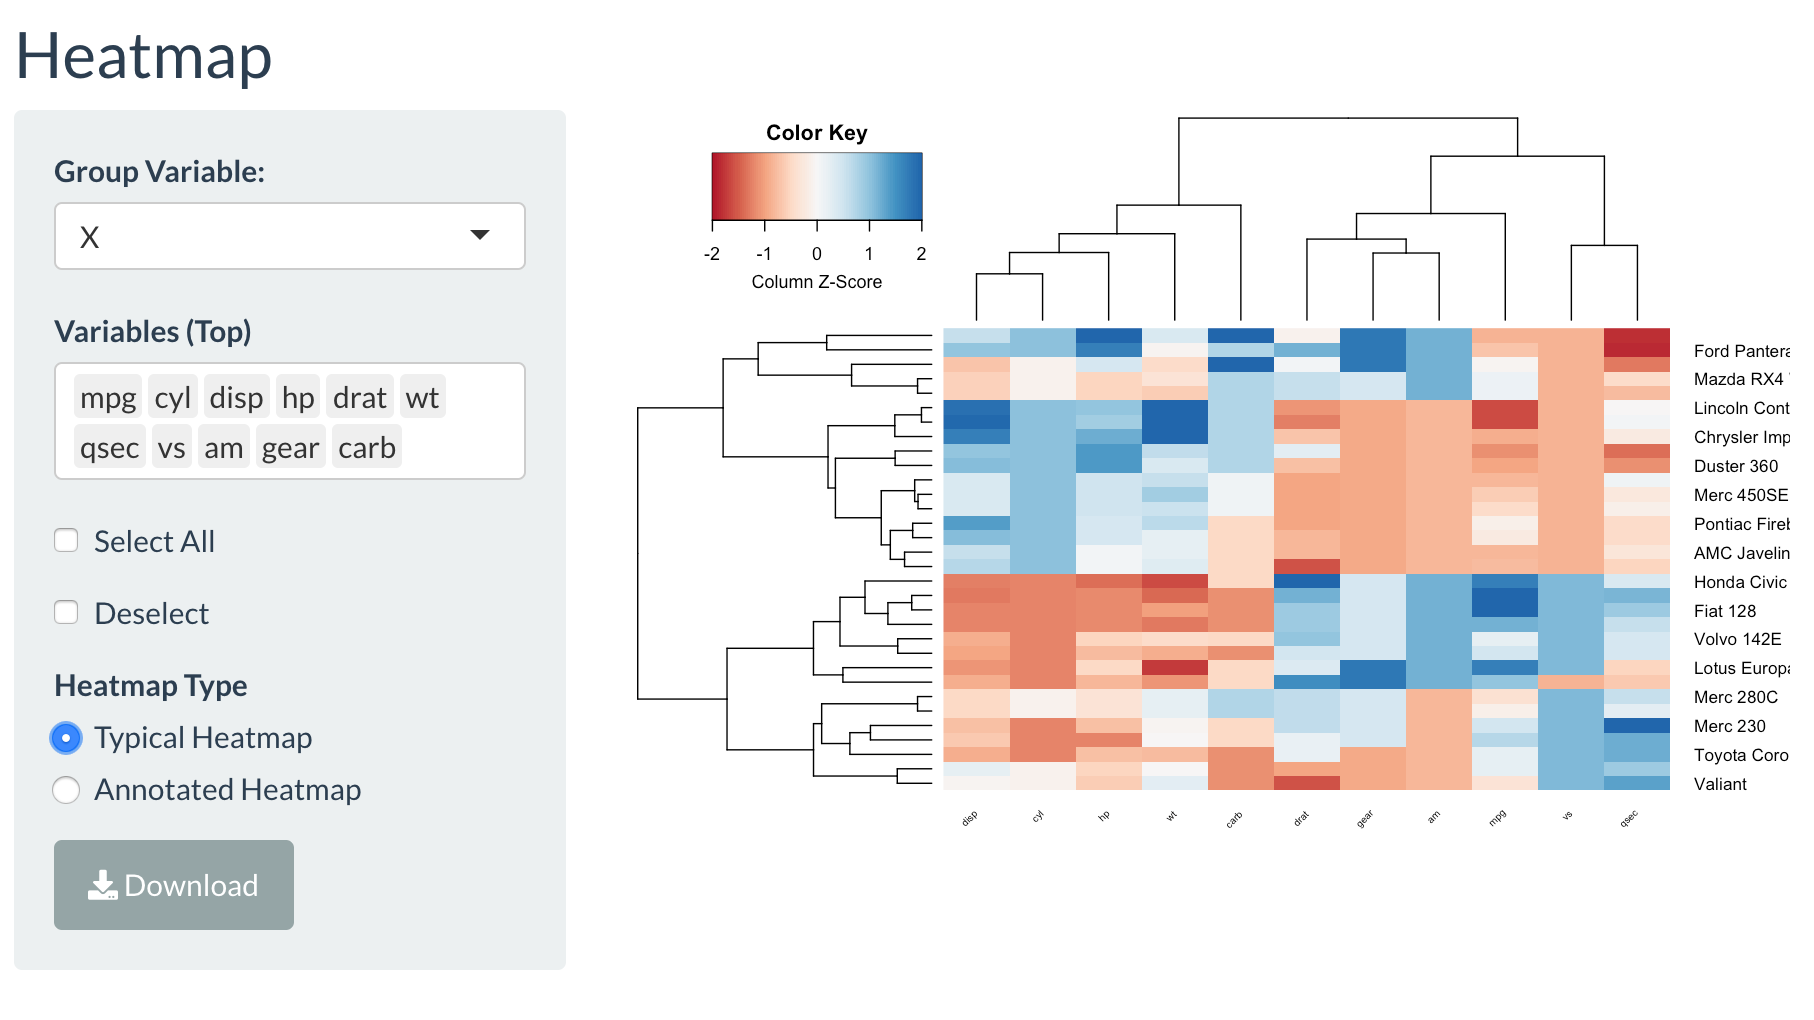 Heatmap
Group Variable:
X
Variables (Top)
mpg cyl disp hp drat wt
qsec vs am gear carb
Select All
Deselect
Heatmap Type
Typical Heatmap
Annotated Heatmap
Download
Color Key
-2 -1 0 1 2
Column Z-Score
Ford Pantera
Mazda RX4
Lincoln Cont
Chrysler Imp
Duster 360
Merc 450SE
Pontiac Fireb
AMC Javelin
Honda Civic
Fiat 128
Volvo 142E
Lotus Europa
Merc 280C
Merc 230
Toyota Coro
Valiant
disp cyl hp wt carb drat gear am mpg vs qsec